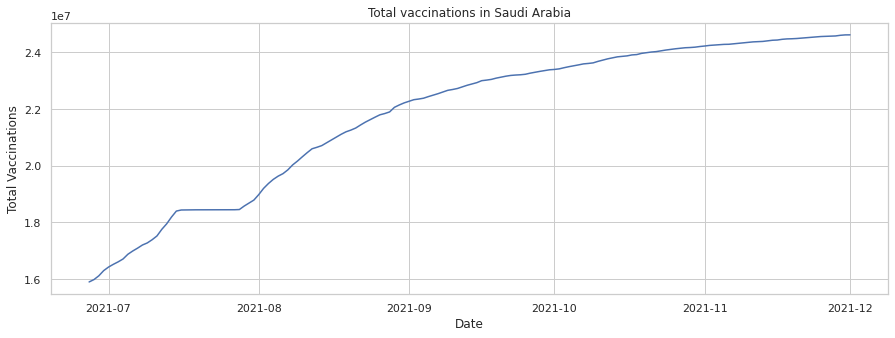 Total vaccinations in Saudi Arabia
1e7
2.4
2.2
2.0
1.8
1.6
Total Vaccinations
2021-07 2021-08 2021-09 2021-10 2021-11 2021-12
Date